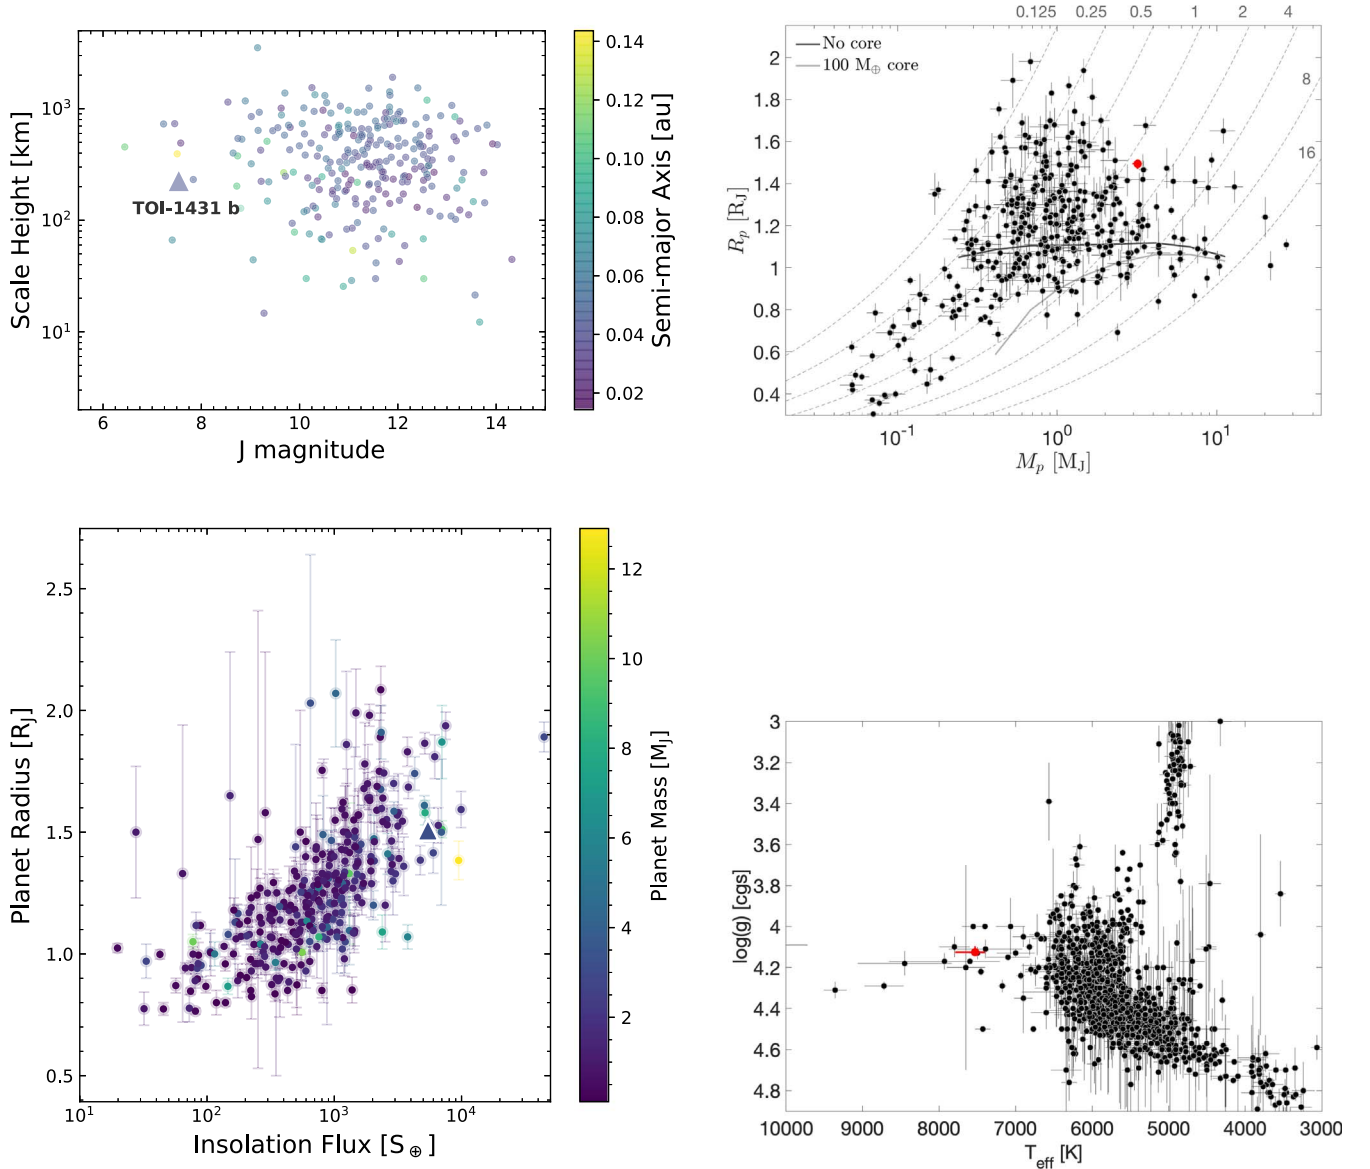 Scale Height [km]
10³
10²
10¹
TOI-1431 b
6 8 10 12 14
J magnitude
0.14
0.12
0.10
0.08
0.06
0.04
0.02
Semi-major Axis [au]
0.125 0.25 0.5 1 2 4
8
16
No core
100 M⊕ core
R_p [R_J]
2
1.8
1.6
1.4
1.2
1
0.8
0.6
0.4
10⁻¹ 10⁰ 10¹
M_p [M_J]
Planet Radius [R_J]
2.5
2.0
1.5
1.0
0.5
10¹ 10² 10³ 10⁴
Insolation Flux [S⊕]
12
10
8
6
4
2
Planet Mass [M_J]
log(g) [cgs]
3
3.2
3.4
3.6
3.8
4
4.2
4.4
4.6
4.8
10000 9000 8000 7000 6000 5000 4000 3000
T_eff [K]